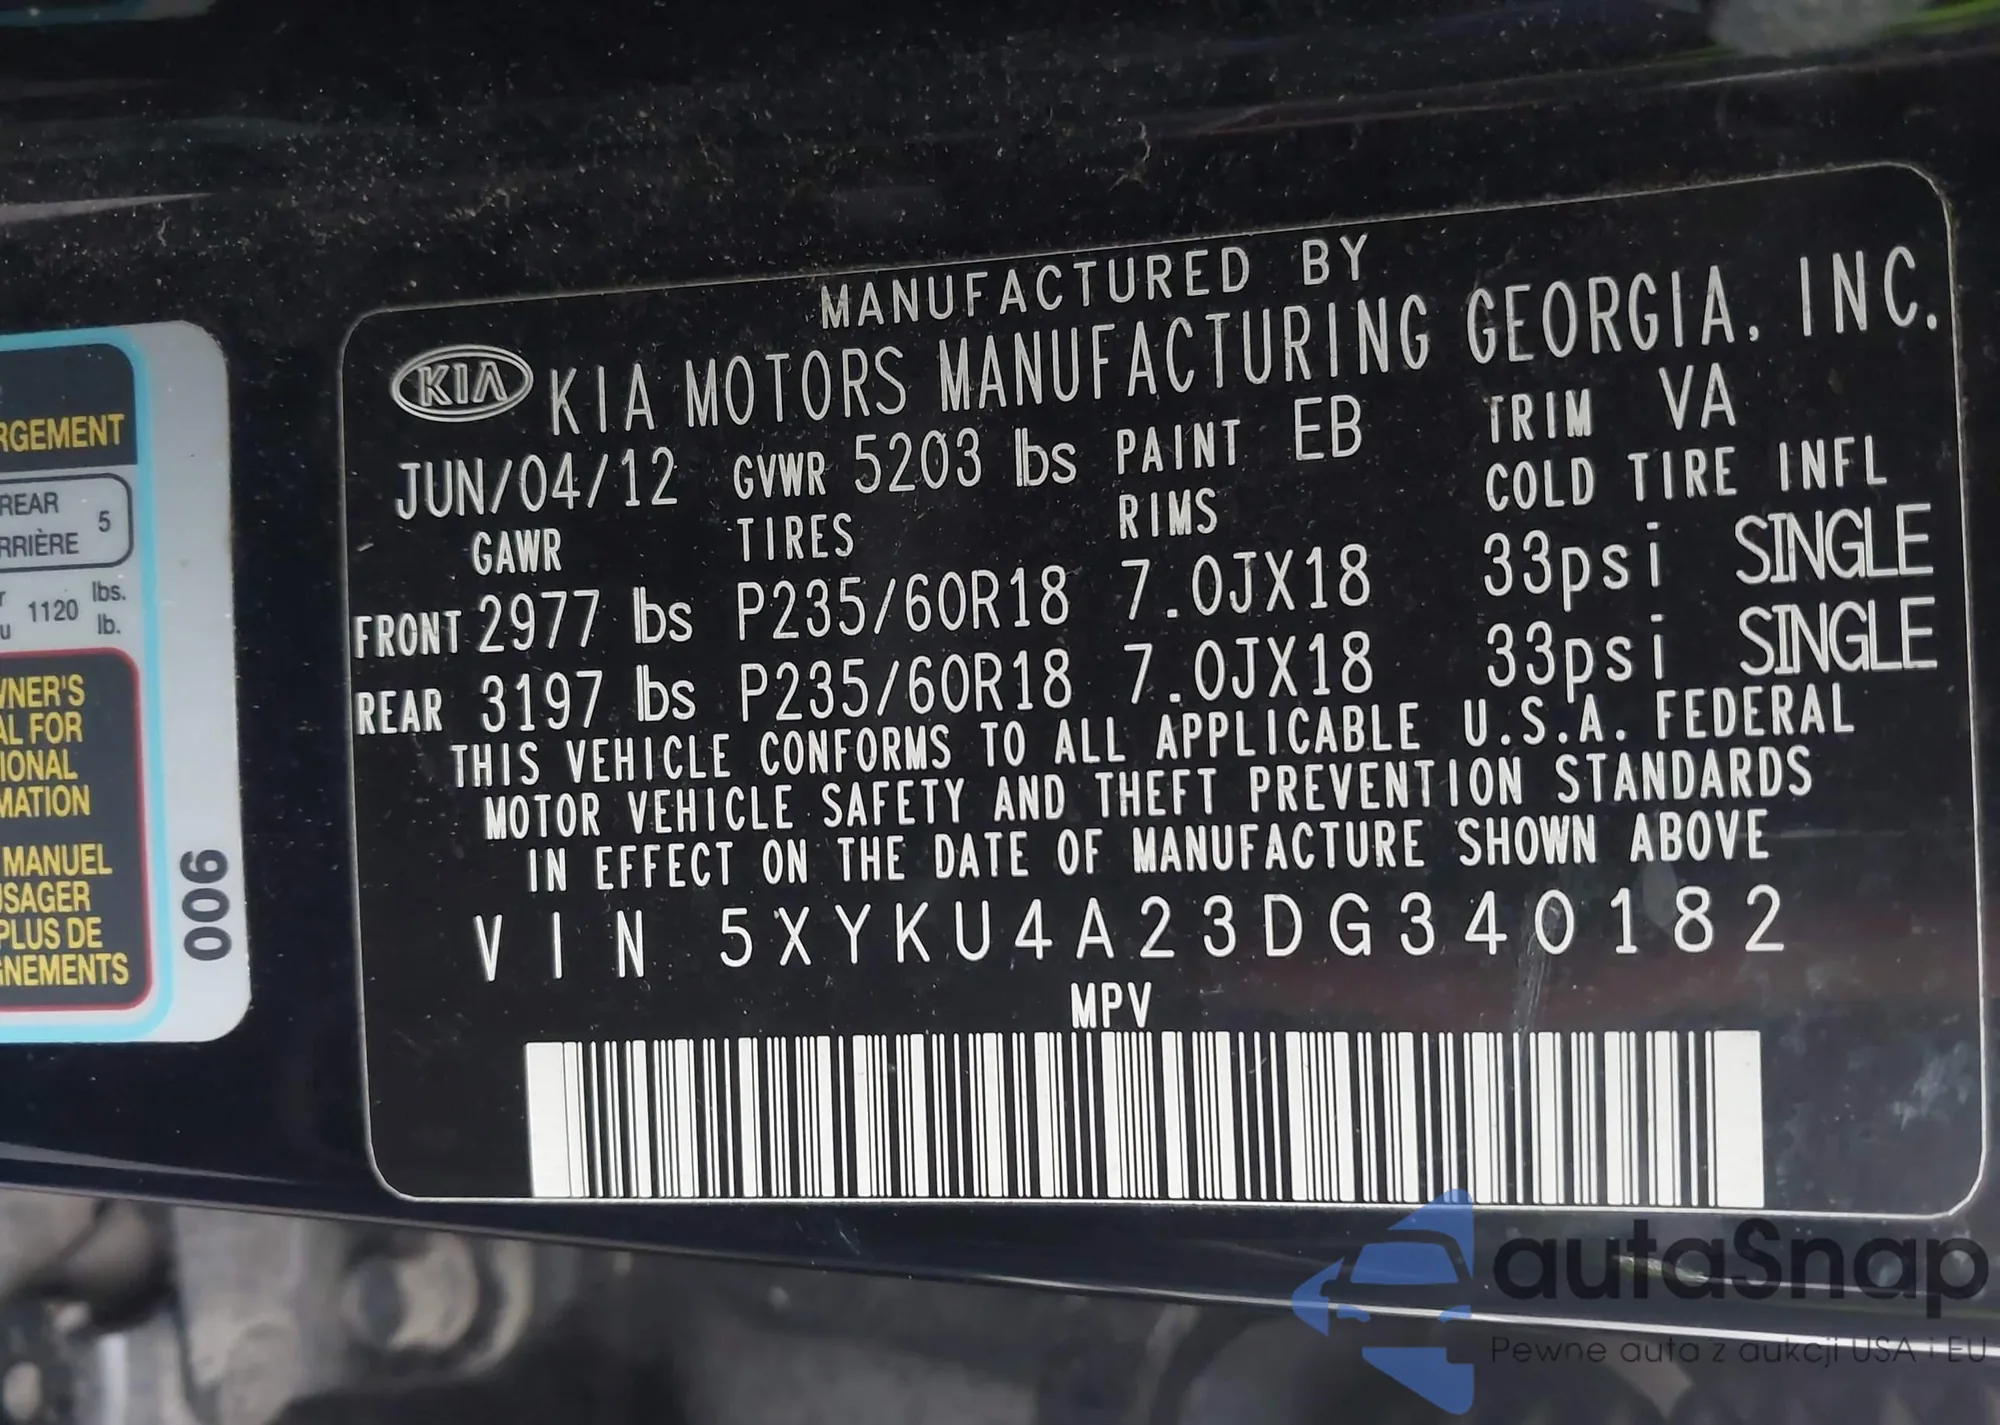 RGEMENT
REAR
RRIÈRE 5
1120 lbs.
lb.
WNER'S
AL FOR
IONAL
MATION
MANUEL
USAGER
PLUS DE
GNEMENTS
006
MANUFACTURED BY
KIA KIA MOTORS MANUFACTURING GEORGIA, INC.
JUN/04/12 GVWR 5203 lbs PAINT EB TRIM VA
GAWR TIRES RIMS COLD TIRE INFL
FRONT 2977 lbs P235/60R18 7.0JX18 33psi SINGLE
REAR 3197 lbs P235/60R18 7.0JX18 33psi SINGLE
THIS VEHICLE CONFORMS TO ALL APPLICABLE U.S.A. FEDERAL
MOTOR VEHICLE SAFETY AND THEFT PREVENTION STANDARDS
IN EFFECT ON THE DATE OF MANUFACTURE SHOWN ABOVE
VIN 5XYKU4A23DG340182
MPV
autaSnap
Pewne auta z aukcji USA i EU